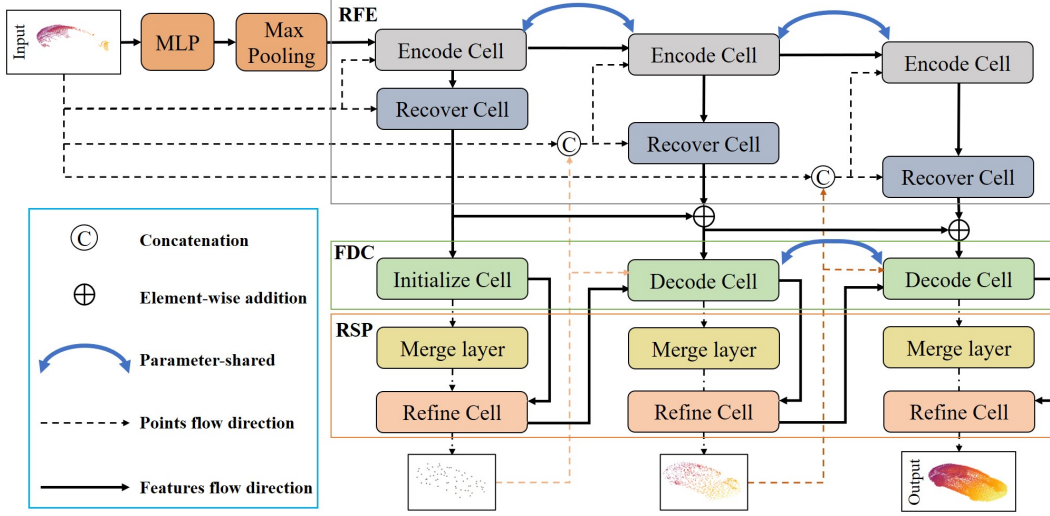 Input
MLP
Max
Pooling
RFE
Encode Cell
Encode Cell
Encode Cell
Recover Cell
Recover Cell
Recover Cell
C
C
C
Concatenation
Element-wise addition
Parameter-shared
Points flow direction
Features flow direction
FDC
Initialize Cell
Decode Cell
Decode Cell
RSP
Merge layer
Merge layer
Merge layer
Refine Cell
Refine Cell
Refine Cell
Output